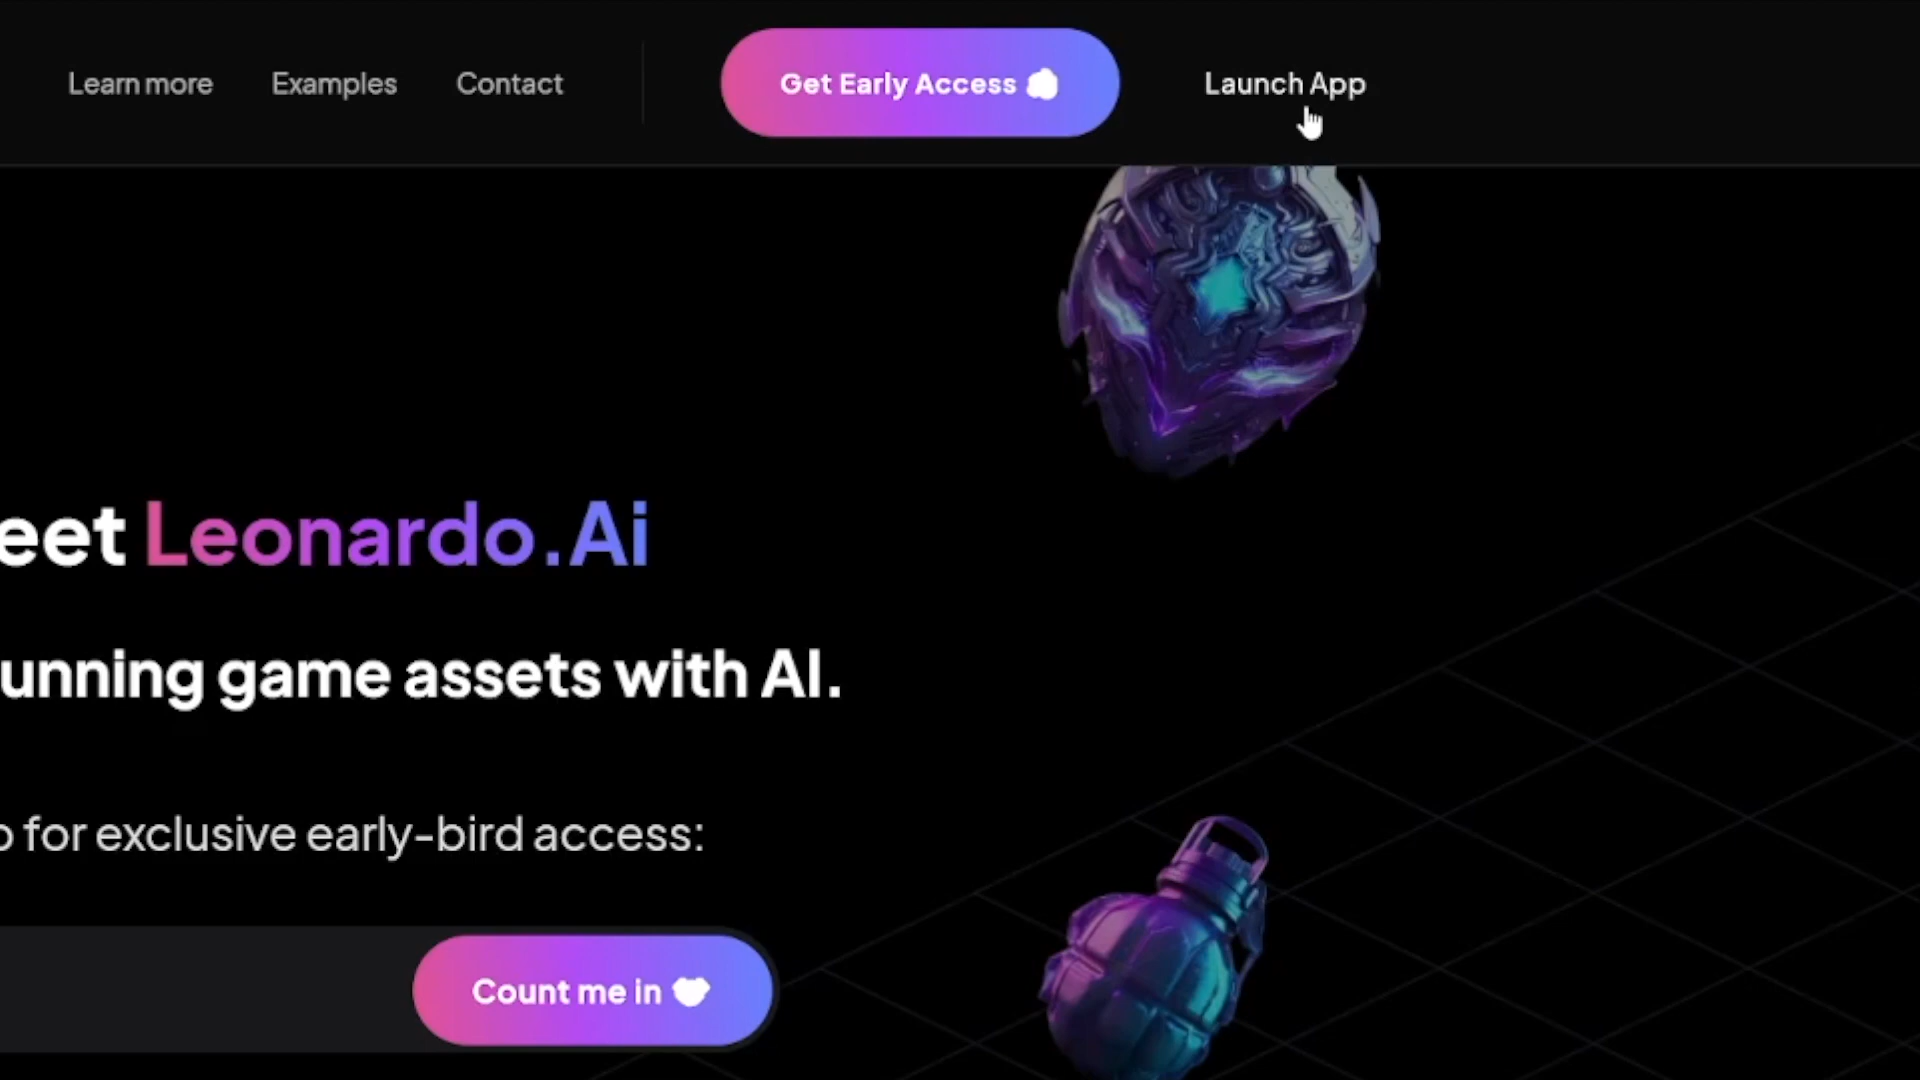 Learn more Examples Contact Get Early Access Launch App
eet Leonardo.Ai
unning game assets with AI.
for exclusive early-bird access:
Count me in